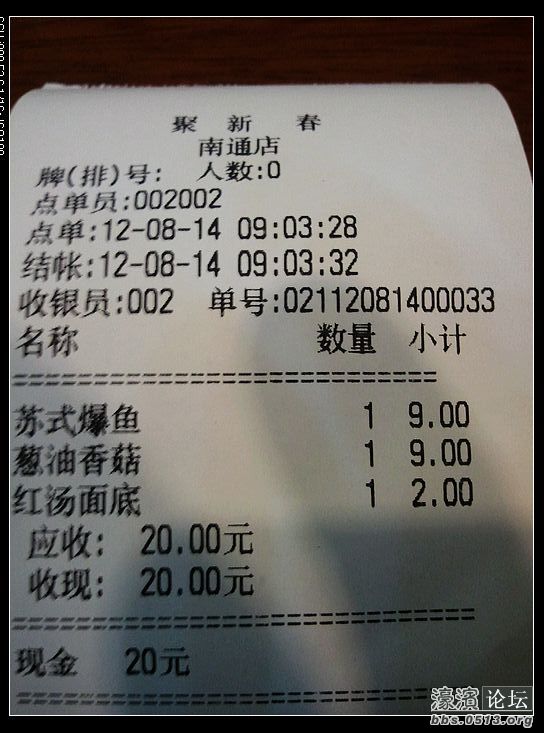 聚 新 春
南通店
牌(排)号: 人数:0
点单员:002002
点单:12-08-14 09:03:28
结帐:12-08-14 09:03:32
收银员:002 单号:02112081400033
名称 数量 小计
==================================
苏式爆鱼 1 9.00
葱油香菇 1 9.00
红汤面底 1 2.00
应收: 20.00元
收现: 20.00元
==================================
现金 20元
==================================
濠滨论坛
bbs.0513.org